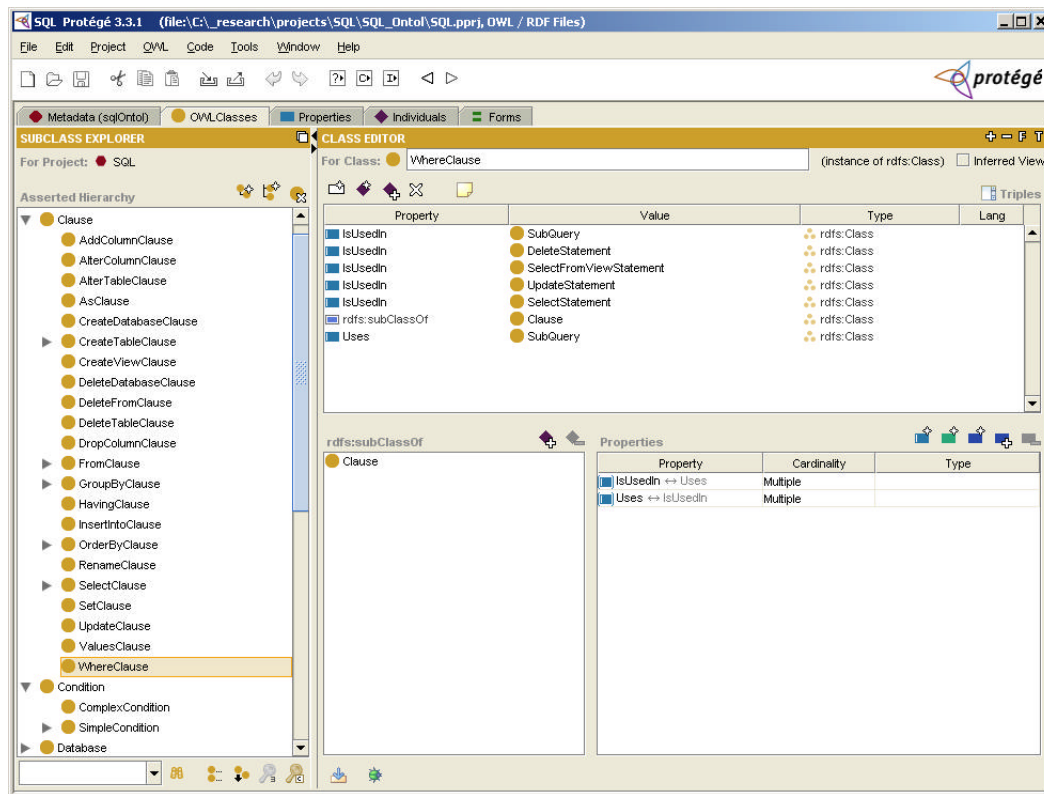 SQL Protégé 3.3.1 (file:\C:\_research\projects\SQL\SQL_Ontol\SQL.pprj, OWL / RDF Files)
File Edit Project OWL Code Tools Window Help
protégé
Metadata (sqlOntol) OWLClasses Properties Individuals Forms
SUBCLASS EXPLORER
For Project: SQL
Asserted Hierarchy
Clause
AddColumnClause
AlterColumnClause
AlterTableClause
AsClause
CreateDatabaseClause
CreateTableClause
CreateViewClause
DeleteDatabaseClause
DeleteFromClause
DeleteTableClause
DropColumnClause
FromClause
GroupByClause
HavingClause
InsertIntoClause
OrderByClause
RenameClause
SelectClause
SetClause
UpdateClause
ValuesClause
WhereClause
Condition
ComplexCondition
SimpleCondition
Database
CLASS EDITOR
For Class: WhereClause (instance of rdfs:Class) Inferred View
Triples
Property Value Type Lang
IsUsedIn SubQuery rdfs:Class
IsUsedIn DeleteStatement rdfs:Class
IsUsedIn SelectFromViewStatement rdfs:Class
IsUsedIn UpdateStatement rdfs:Class
IsUsedIn SelectStatement rdfs:Class
rdfs:subClassOf Clause rdfs:Class
Uses SubQuery rdfs:Class
rdfs:subClassOf
Clause
Properties
Property Cardinality Type
IsUsedIn ↔ Uses Multiple
Uses ↔ IsUsedIn Multiple